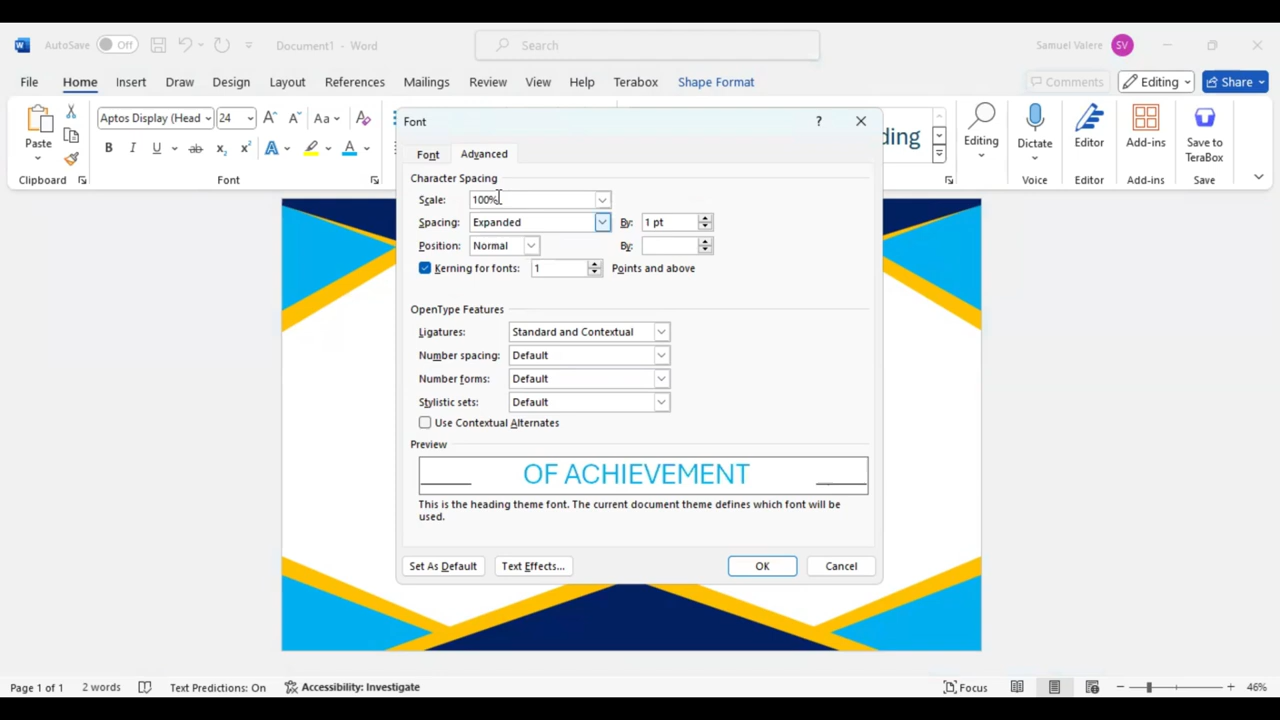 AutoSave Off Document1 - Word Search Samuel Valere SV
File Home Insert Draw Design Layout References Mailings Review View Help Terabox Shape Format Comments Editing Share
Aptos Display (Head 24 Aa
Paste B I U ab x₂ x² A A ding Editing Dictate Editor Add-ins Save to TeraBox
Clipboard Font Voice Editor Add-ins Save
Font ?
Font Advanced
Character Spacing
Scale: 100%
Spacing: Expanded By: 1 pt
Position: Normal By:
Kerning for fonts: 1 Points and above
OpenType Features
Ligatures: Standard and Contextual
Number spacing: Default
Number forms: Default
Stylistic sets: Default
Use Contextual Alternates
Preview
OF ACHIEVEMENT
This is the heading theme font. The current document theme defines which font will be
used.
Set As Default Text Effects... OK Cancel
Page 1 of 1 2 words Text Predictions: On Accessibility: Investigate Focus 46%